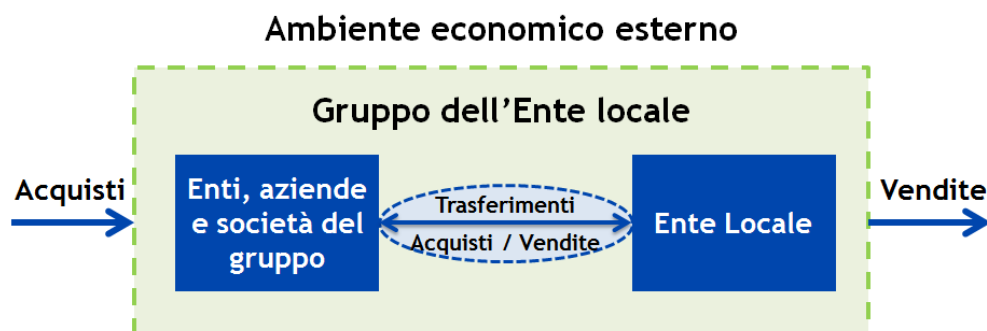 Ambiente economico esterno
Gruppo dell'Ente locale
Acquisti
Enti, aziende
e società del
gruppo
Trasferimenti
Acquisti / Vendite
Ente Locale
Vendite